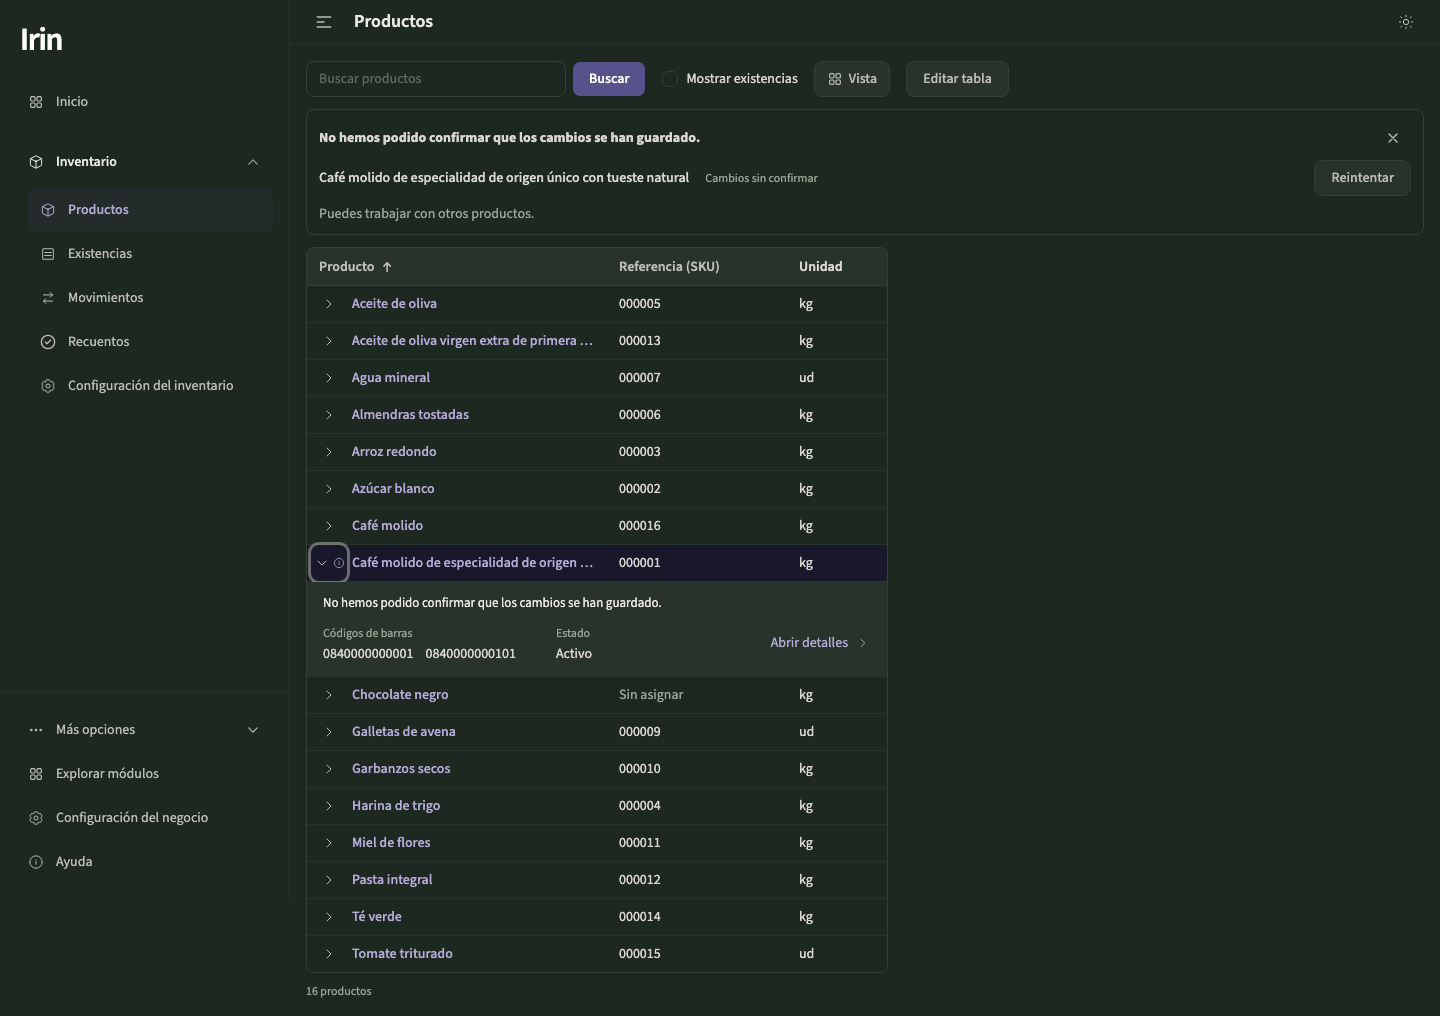 Irin
Productos
Inicio
Inventario
Productos
Existencias
Movimientos
Recuentos
Configuración del inventario
Más opciones
Explorar módulos
Configuración del negocio
Ayuda
Buscar productos
Buscar
Mostrar existencias
Vista
Editar tabla
No hemos podido confirmar que los cambios se han guardado.
Café molido de especialidad de origen único con tueste natural Cambios sin confirmar
Reintentar
Puedes trabajar con otros productos.
Producto Referencia (SKU) Unidad
Aceite de oliva 000005 kg
Aceite de oliva virgen extra de primera ... 000013 kg
Agua mineral 000007 ud
Almendras tostadas 000006 kg
Arroz redondo 000003 kg
Azúcar blanco 000002 kg
Café molido 000016 kg
Café molido de especialidad de origen ... 000001 kg
No hemos podido confirmar que los cambios se han guardado.
Códigos de barras Estado
0840000000001 0840000000101 Activo
Abrir detalles
Chocolate negro Sin asignar kg
Galletas de avena 000009 ud
Garbanzos secos 000010 kg
Harina de trigo 000004 kg
Miel de flores 000011 kg
Pasta integral 000012 kg
Té verde 000014 kg
Tomate triturado 000015 ud
16 productos